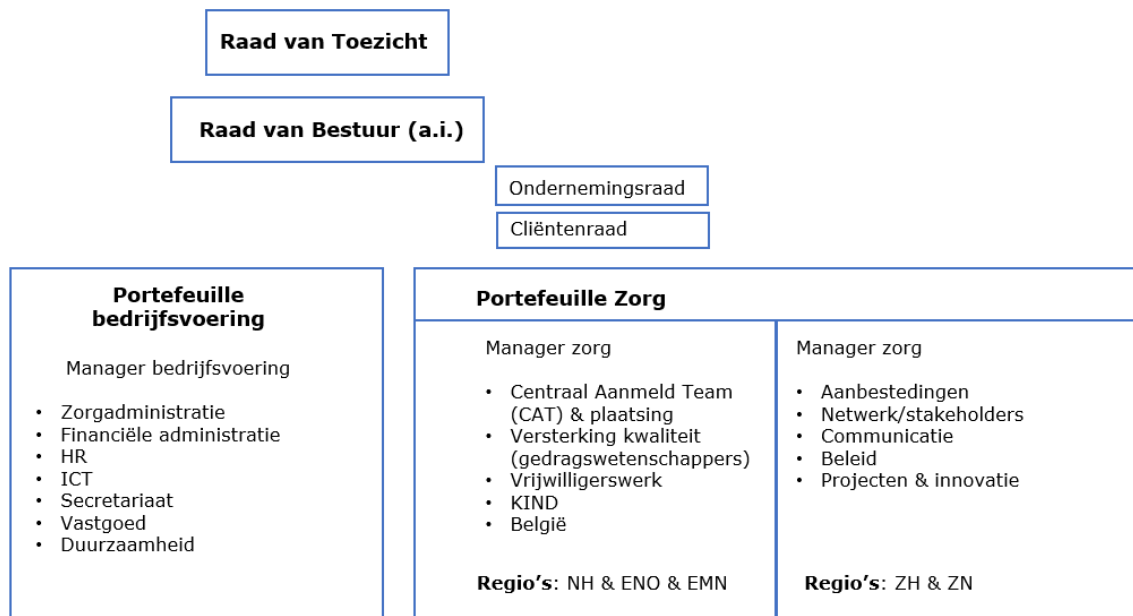 Raad van Toezicht
Raad van Bestuur (a.i.)
Ondernemingsraad
Cliëntenraad
Portefeuille
bedrijfsvoering
Manager bedrijfsvoering
• Zorgadministratie
• Financiële administratie
• HR
• ICT
• Secretariaat
• Vastgoed
• Duurzaamheid
Portefeuille Zorg
Manager zorg
• Centraal Aanmeld Team
(CAT) & plaatsing
• Versterking kwaliteit
(gedragswetenschappers)
• Vrijwilligerswerk
• KIND
• België
Regio’s: NH & ENO & EMN
Manager zorg
• Aanbestedingen
• Netwerk/stakeholders
• Communicatie
• Beleid
• Projecten & innovatie
Regio’s: ZH & ZN